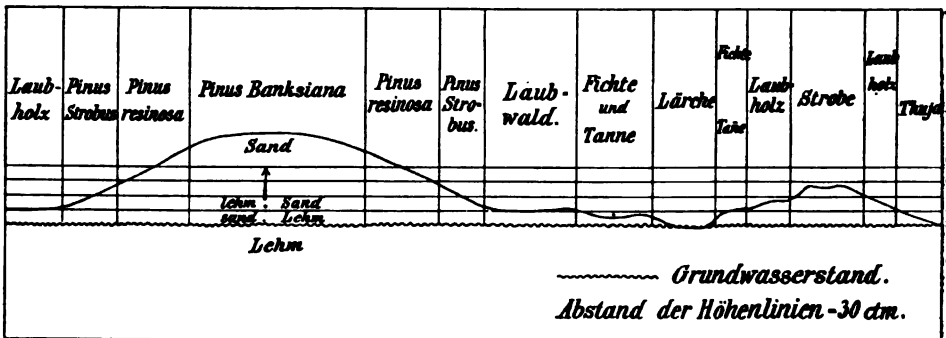 Laub-
holz
Pinus
Strobus
Pinus
resinosa
Pinus Banksiana
Pinus
resinosa
Pinus
Stro-
bus.
Laub-
wald.
Fichte
und
Tanne
Lärche
Fichte
Tañe
Laub-
holz
Strobe
Laub
holz
Thuja
Sand
lehm. Sand
sand. Lehm
Lehm
Grundwasserstand.
Abstand der Höhenlinien - 30 ctm.